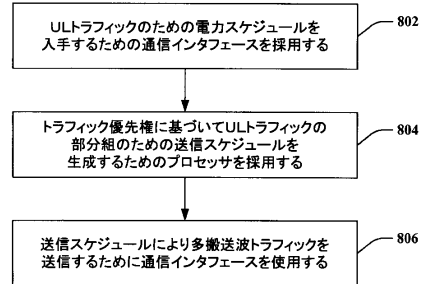 ULトラフィックのための電力スケジュールを
入手するための通信インタフェースを採用する
802
トラフィック優先権に基づいてULトラフィックの
部分組のための送信スケジュールを
生成するためのプロセッサを採用する
804
送信スケジュールにより多搬送波トラフィックを
送信するために通信インタフェースを使用する
806